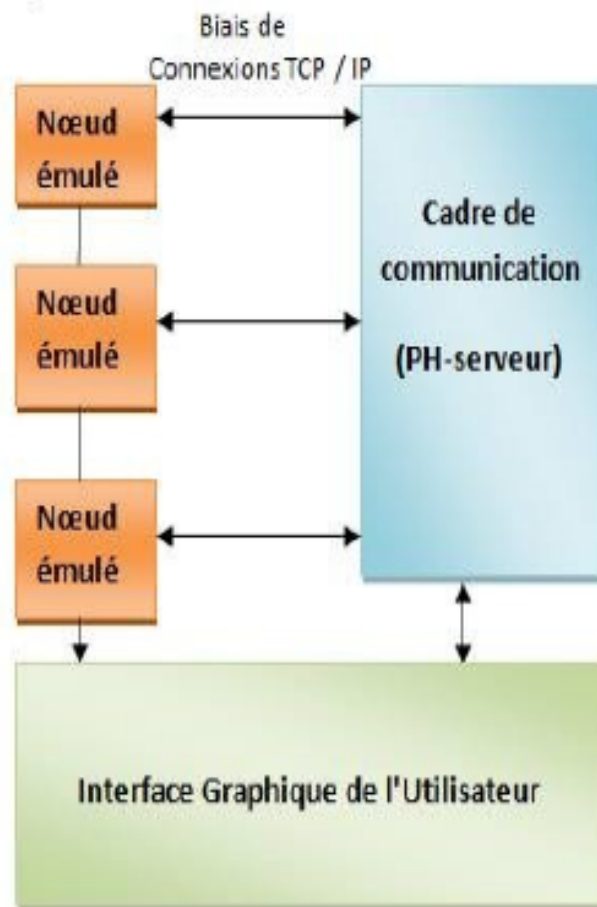 Biais de
Connexions TCP / IP
Nœud
émulé
Nœud
émulé
Nœud
émulé
Cadre de
communication
(PH-serveur)
Interface Graphique de l'Utilisateur